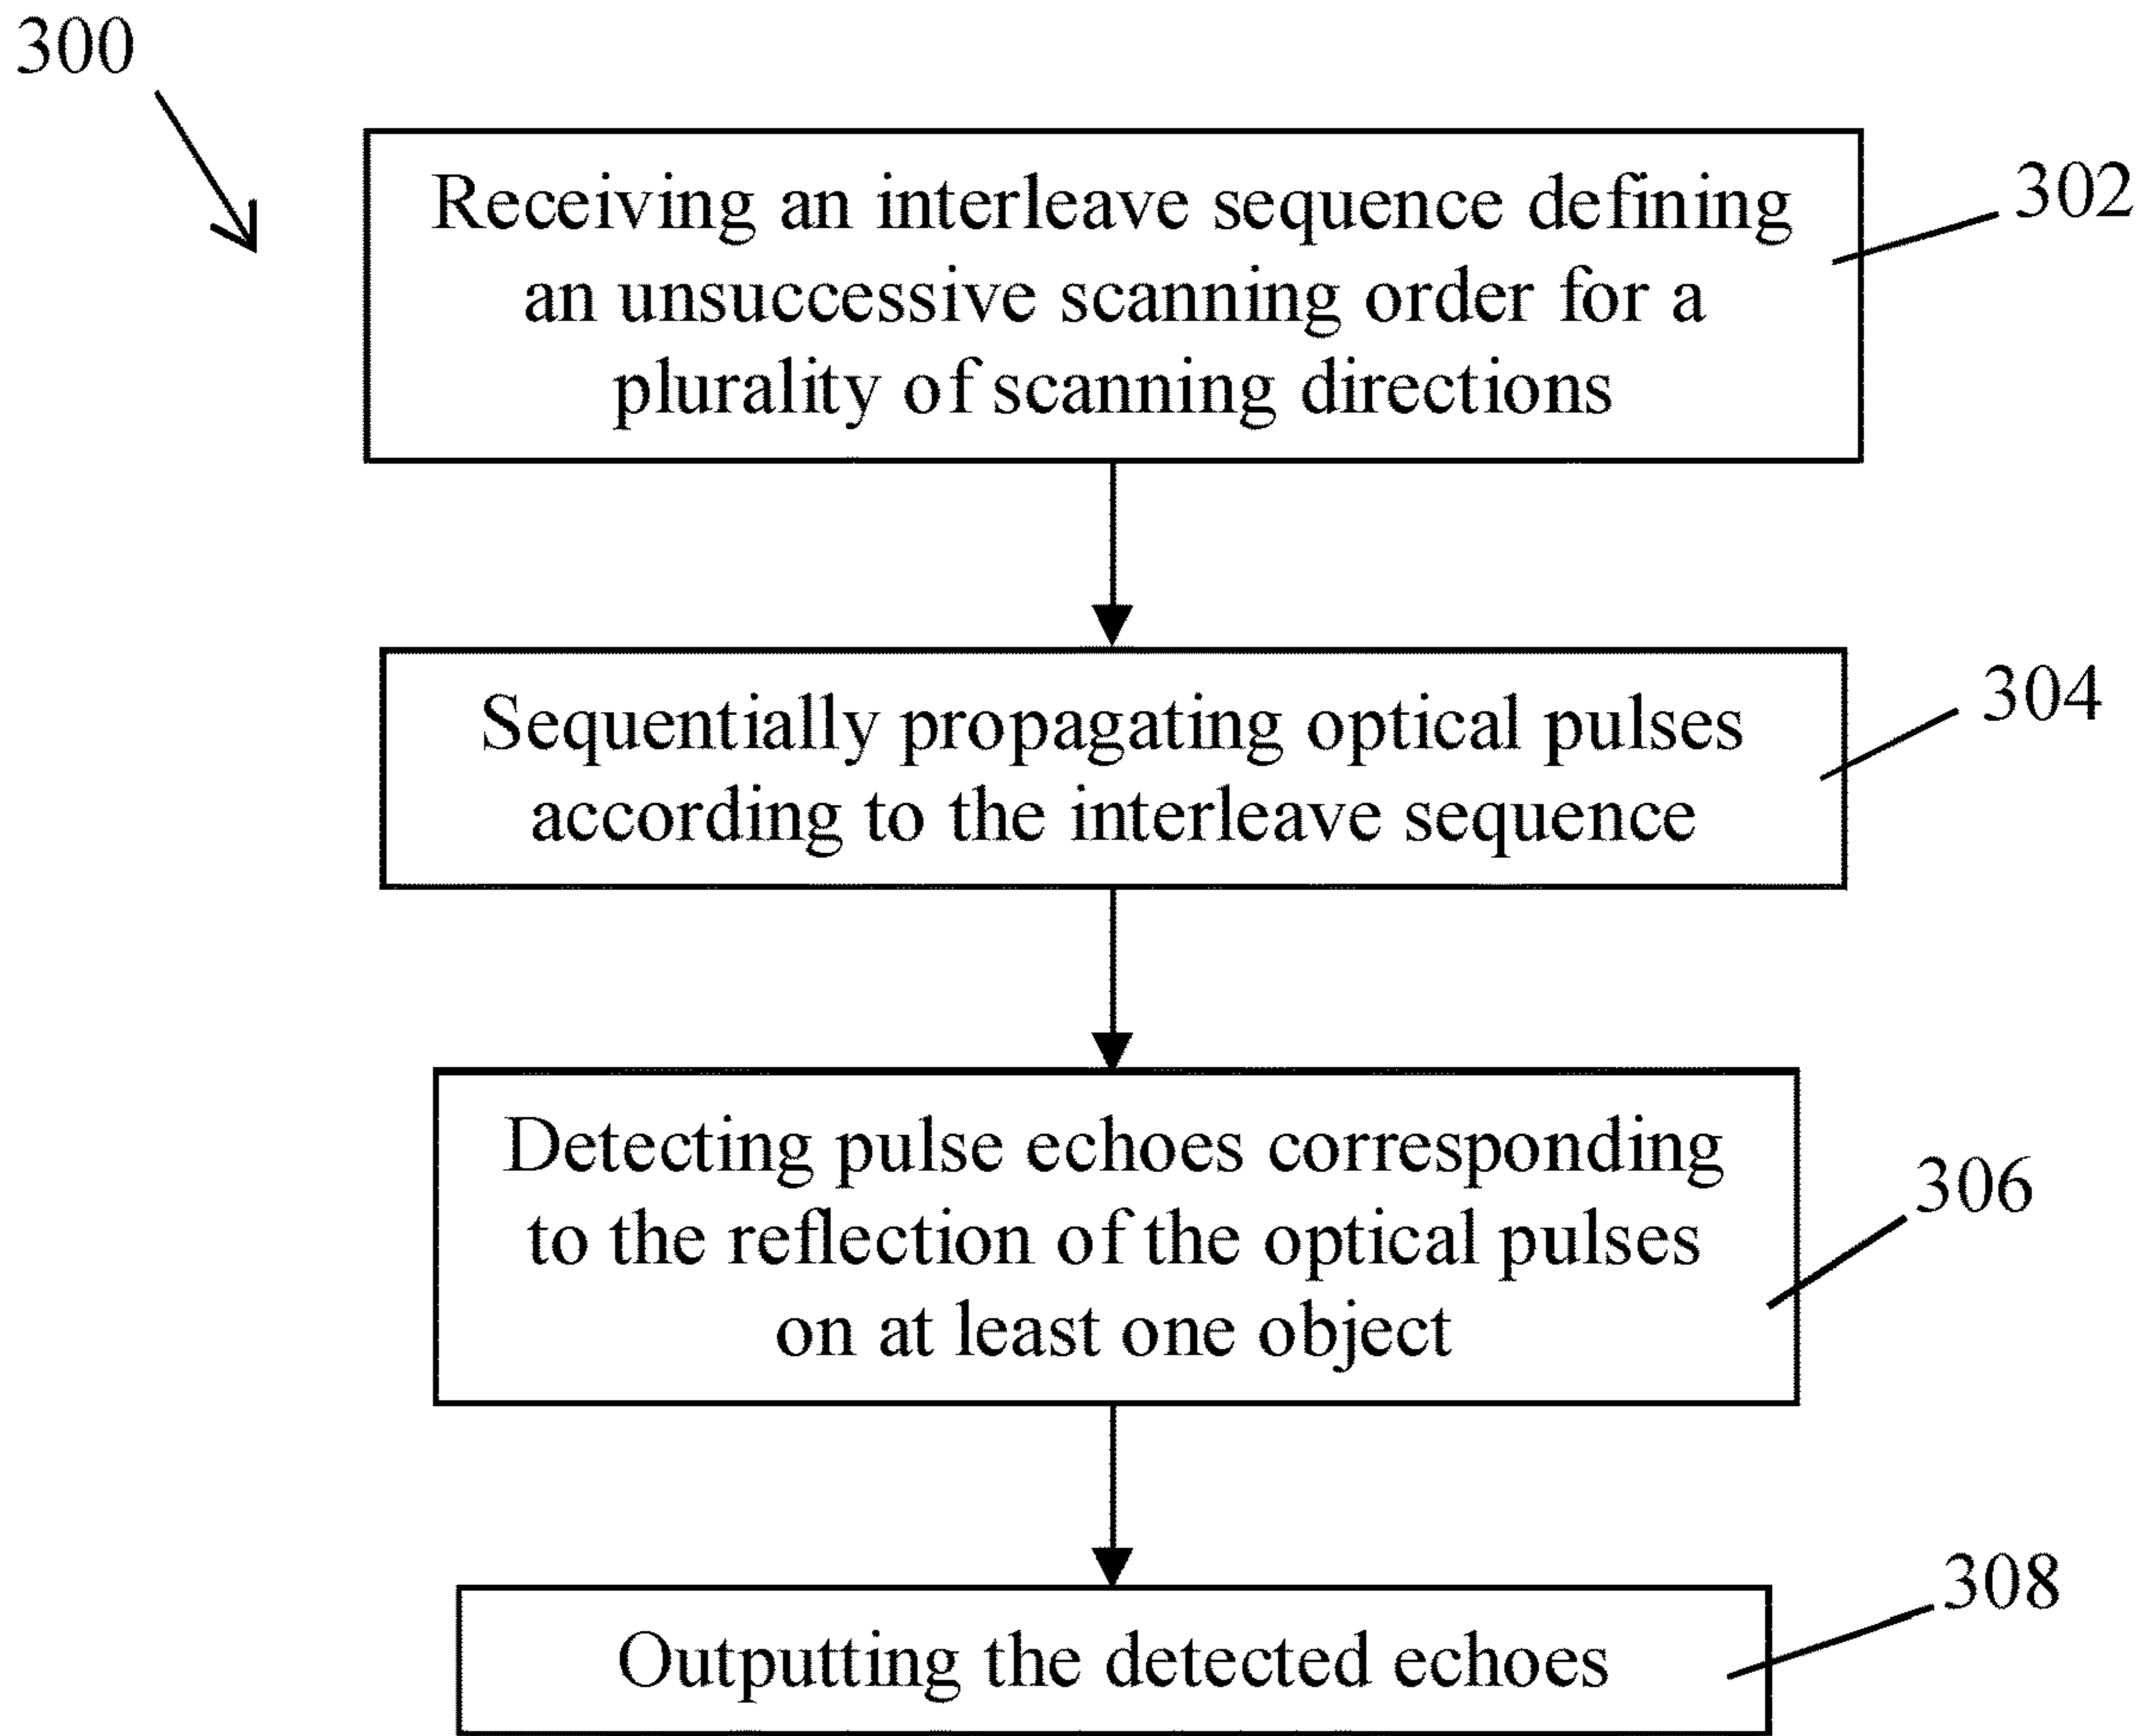 300
Receiving an interleave sequence defining
302
an unsuccessive scanning order for a
plurality of scanning directions
304
Sequentially propagating optical pulses
according to the interleave sequence
Detecting pulse echoes corresponding
306
to the reflection of the optical pulses
on at least one object
308
Outputting the detected echoes